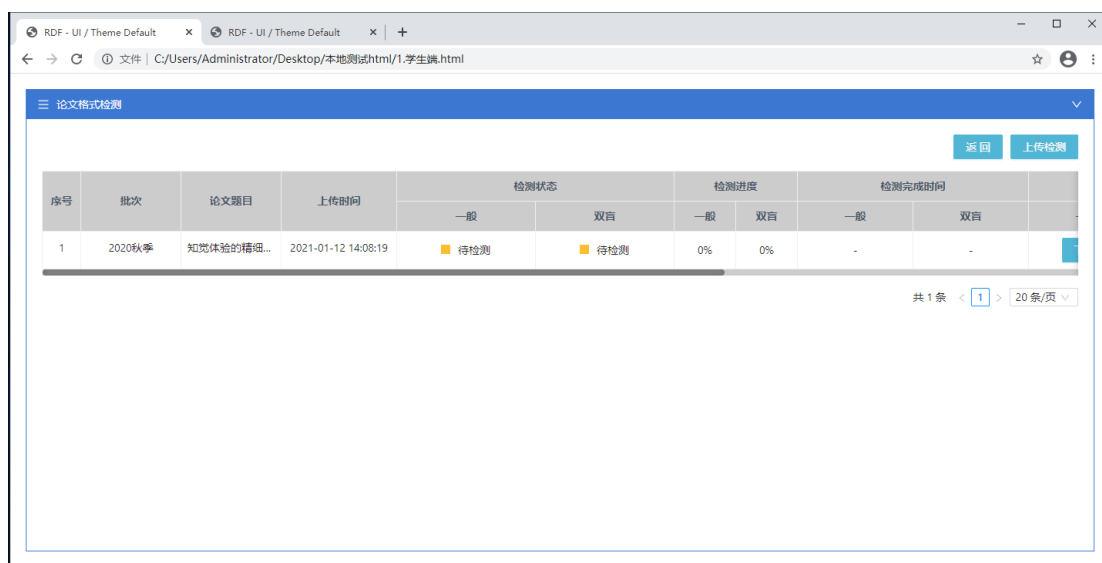 RDF - UI / Theme Default RDF - UI / Theme Default
文件 C:/Users/Administrator/Desktop/本地测试html/1.学生端.html
论文格式检测
返回 上传检测
序号 批次 论文题目 上传时间 检测状态 检测进度 检测完成时间
一般 双盲 一般 双盲 一般 双盲
1 2020秋季 知觉体验的精细... 2021-01-12 14:08:19 待检测 待检测 0% 0% - -
共 1 条 < 1 > 20 条/页